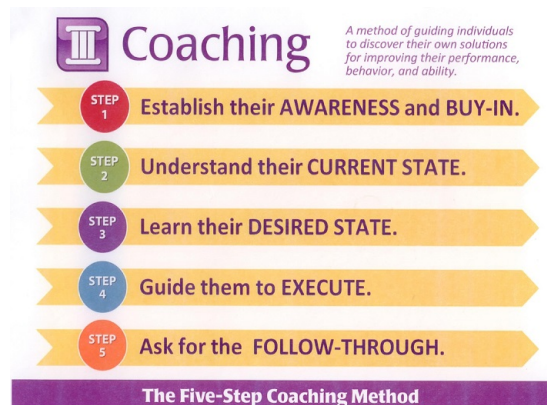 Coaching
A method of guiding individuals
to discover their own solutions
for improving their performance,
behavior, and ability.
STEP
1
Establish their AWARENESS and BUY-IN.
STEP
2
Understand their CURRENT STATE.
STEP
3
Learn their DESIRED STATE.
STEP
4
Guide them to EXECUTE.
STEP
5
Ask for the FOLLOW-THROUGH.
The Five-Step Coaching Method